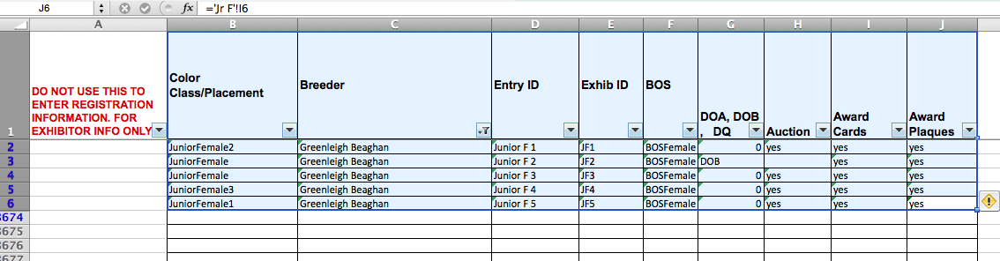 J6 fx ='Jr F'!I6
A B C D E F G H I J
1 DO NOT USE THIS TO
ENTER REGISTRATION
INFORMATION. FOR
EXHIBITOR INFO ONLY
Color
Class/Placement
Breeder
Entry ID
Exhib ID
BOS
DOA, DOB
, DQ
Auction
Award
Cards
Award
Plaques
2 JuniorFemale2 Greenleigh Beaghan Junior F 1 JF1 BOSFemale 0 yes yes yes
3 JuniorFemale Greenleigh Beaghan Junior F 2 JF2 BOSFemale DOB yes yes
4 JuniorFemale Greenleigh Beaghan Junior F 3 JF3 BOSFemale 0 yes yes yes
5 JuniorFemale3 Greenleigh Beaghan Junior F 4 JF4 BOSFemale 0 yes yes yes
6 JuniorFemale1 Greenleigh Beaghan Junior F 5 JF5 BOSFemale 0 yes yes yes